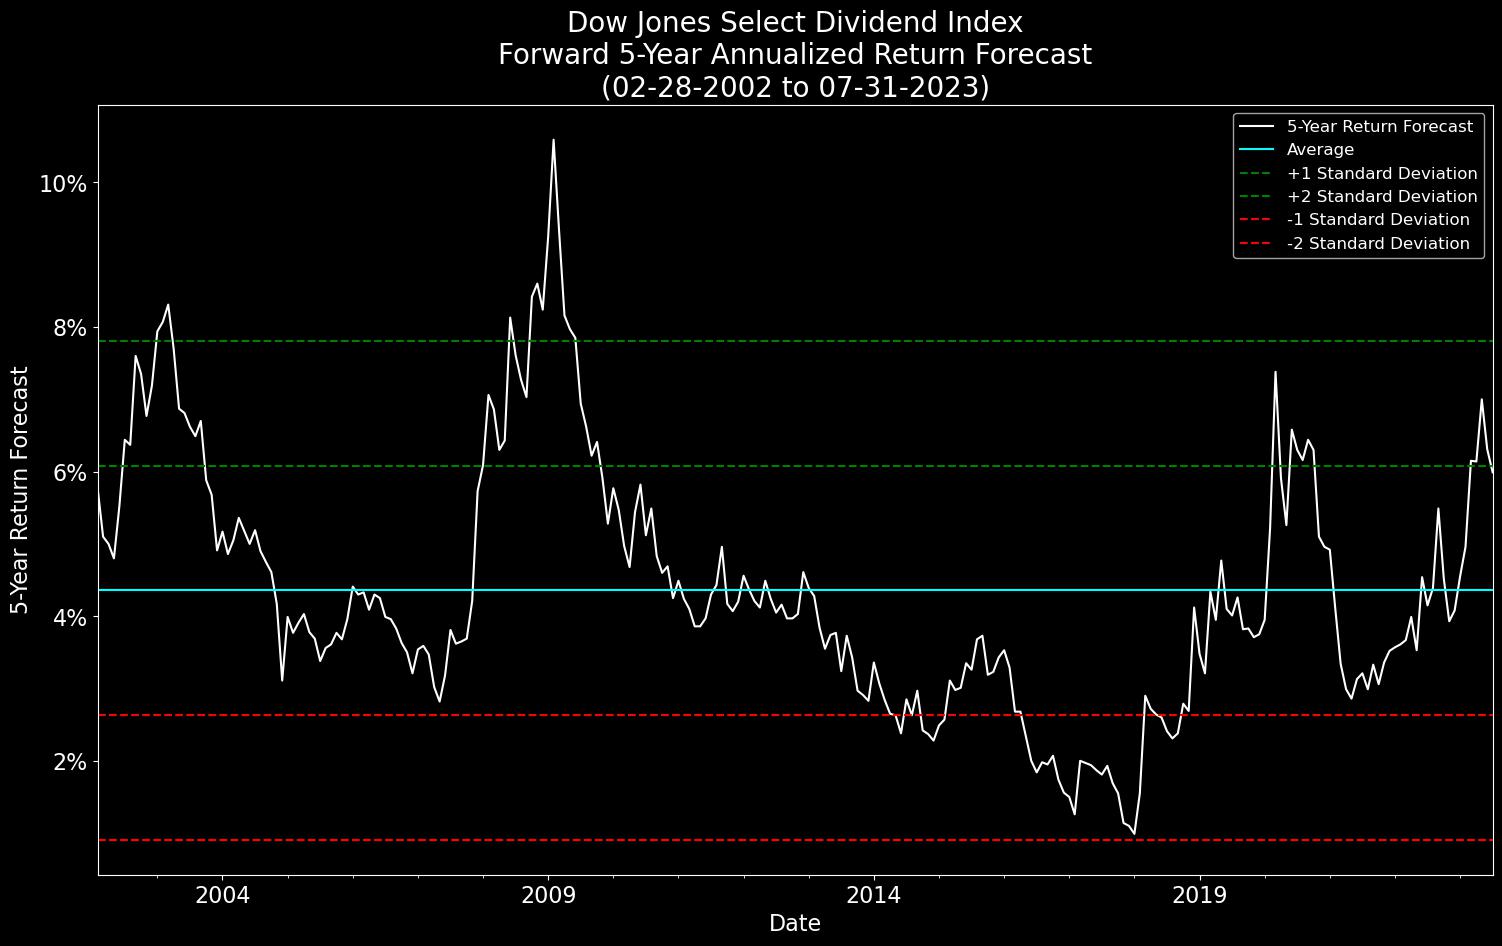 Dow Jones Select Dividend Index
Forward 5-Year Annualized Return Forecast
(02-28-2002 to 07-31-2023)
5-Year Return Forecast
Average
+1 Standard Deviation
+2 Standard Deviation
-1 Standard Deviation
-2 Standard Deviation
5-Year Return Forecast
10%
8%
6%
4%
2%
2004
2009
2014
2019
Date